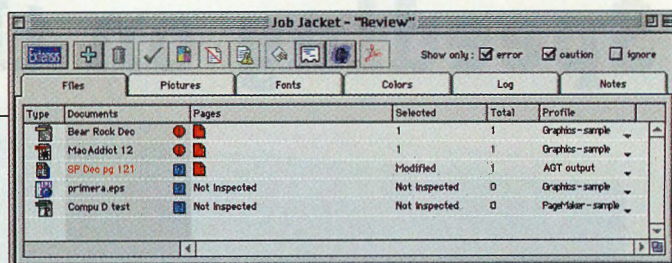 Job Jacket - "Review"
Extensis Show only: error caution ignore
Files Pictures Fonts Colors Log Notes
Type Documents Pages Selected Total Profile
Bear Rock Dec 1 1 Graphics-sample
MacAddict 12 1 1 Graphics-sample
SP Dec pg 121 Modified 1 AGT output
primera.eps Not Inspected Not Inspected 0 Graphics-sample
Compu D test Not Inspected Not Inspected 0 PageMaker-sample